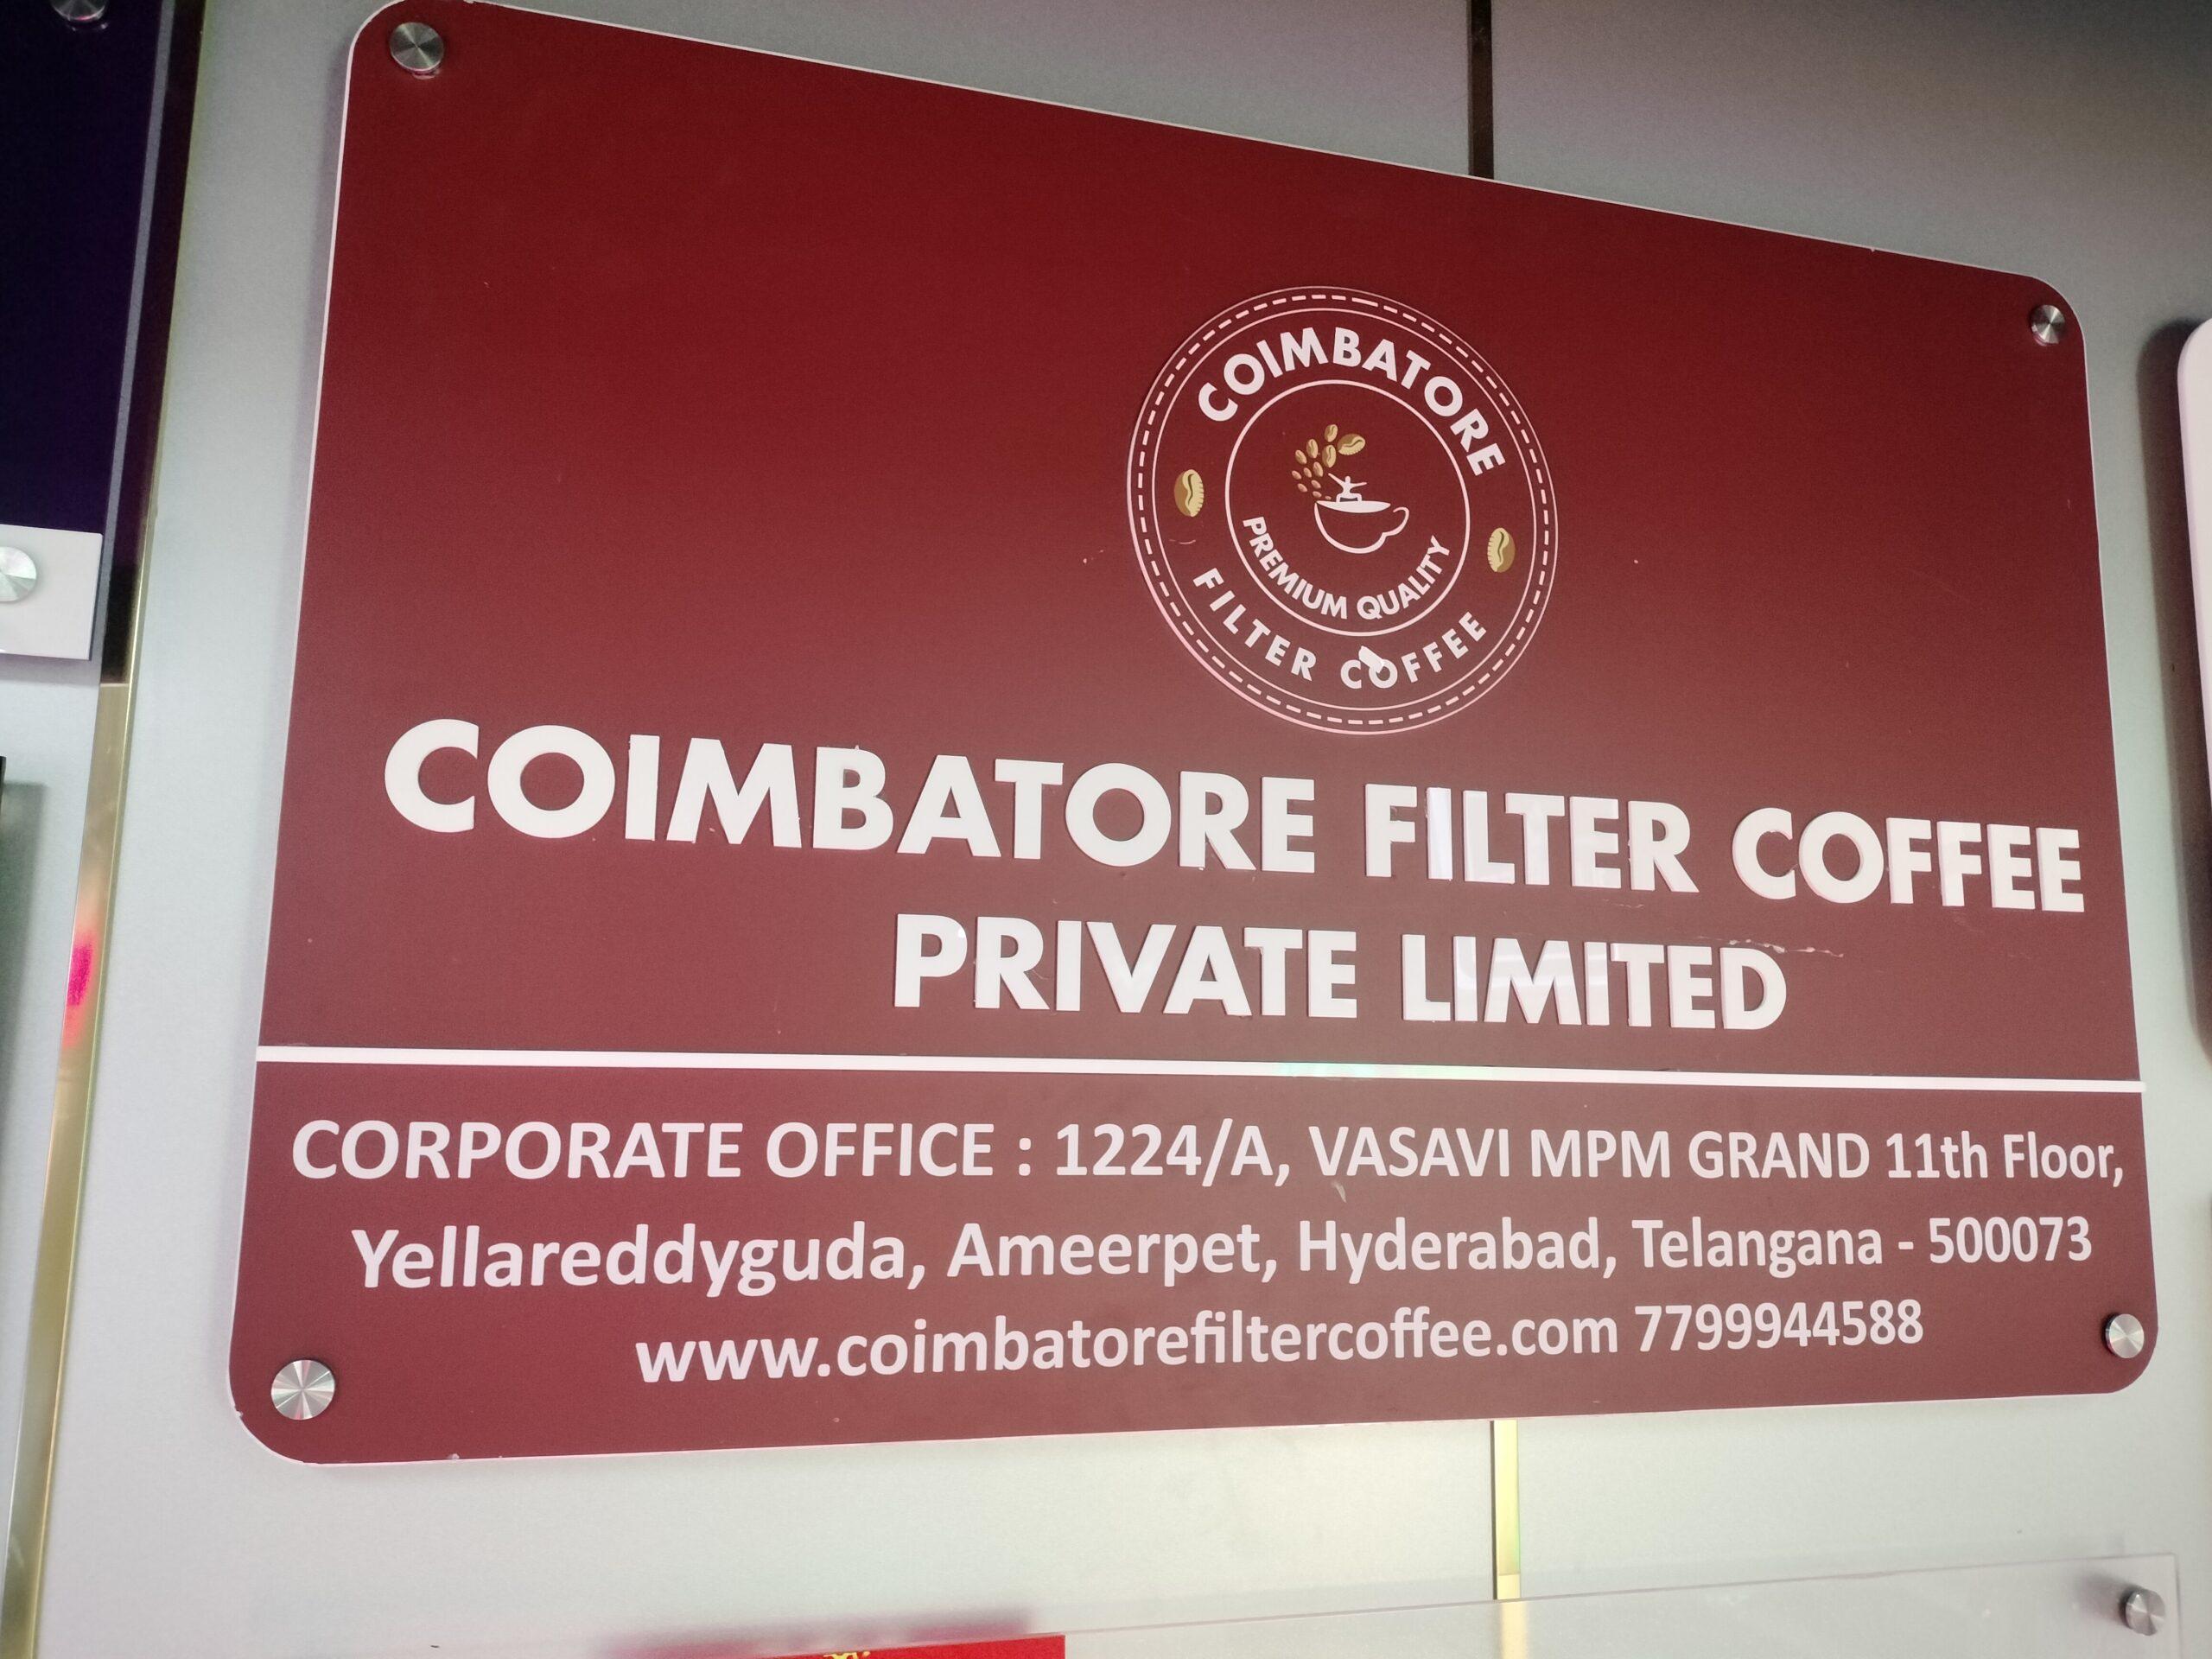 COIMBATORE
PREMIUM QUALITY
FILTER COFFEE
COIMBATORE FILTER COFFEE
PRIVATE LIMITED
CORPORATE OFFICE : 1224/A, VASAVI MPM GRAND 11th Floor,
Yellareddyguda, Ameerpet, Hyderabad, Telangana - 500073
www.coimbatorefiltercoffee.com 7799944588